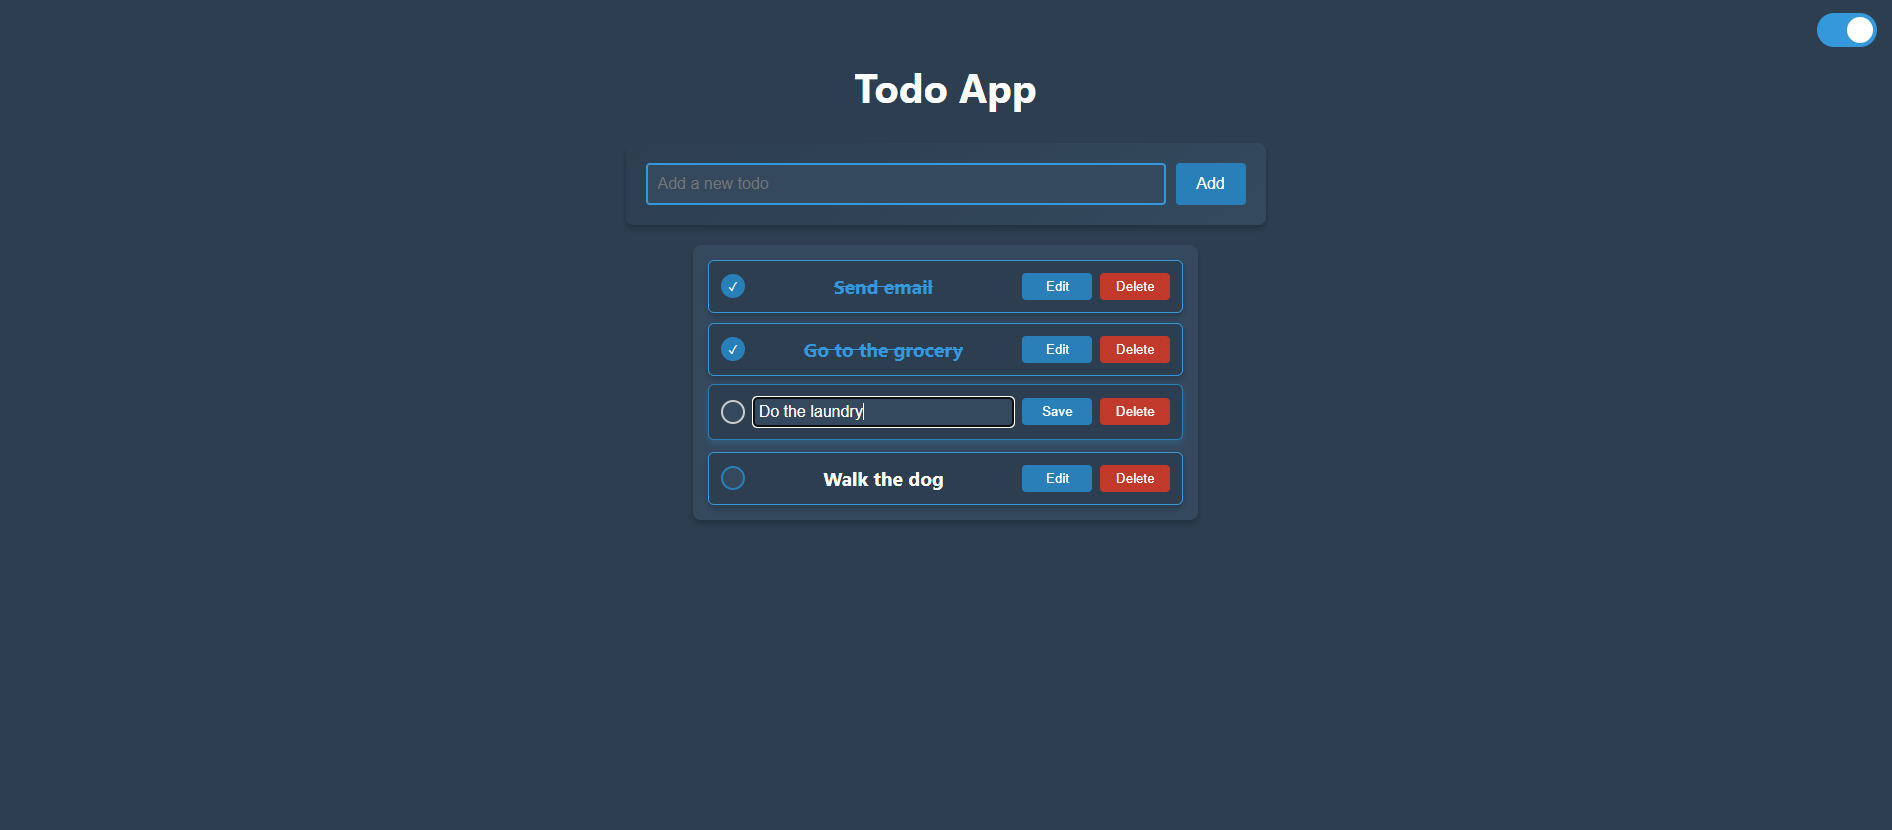 Todo App
Add a new todo
Add
Send email
Edit
Delete
Go to the grocery
Edit
Delete
Do the laundry
Save
Delete
Walk the dog
Edit
Delete